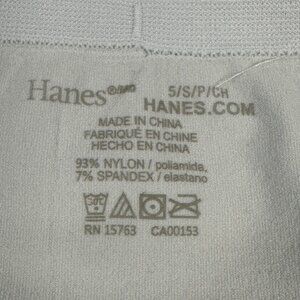 Hanes®/MD
5/S/P/CH
HANES.COM
MADE IN CHINA
FABRIQUÉ EN CHINE
HECHO EN CHINA
93% NYLON / poliamida,
7% SPANDEX / elastano
RN 15763 CA00153